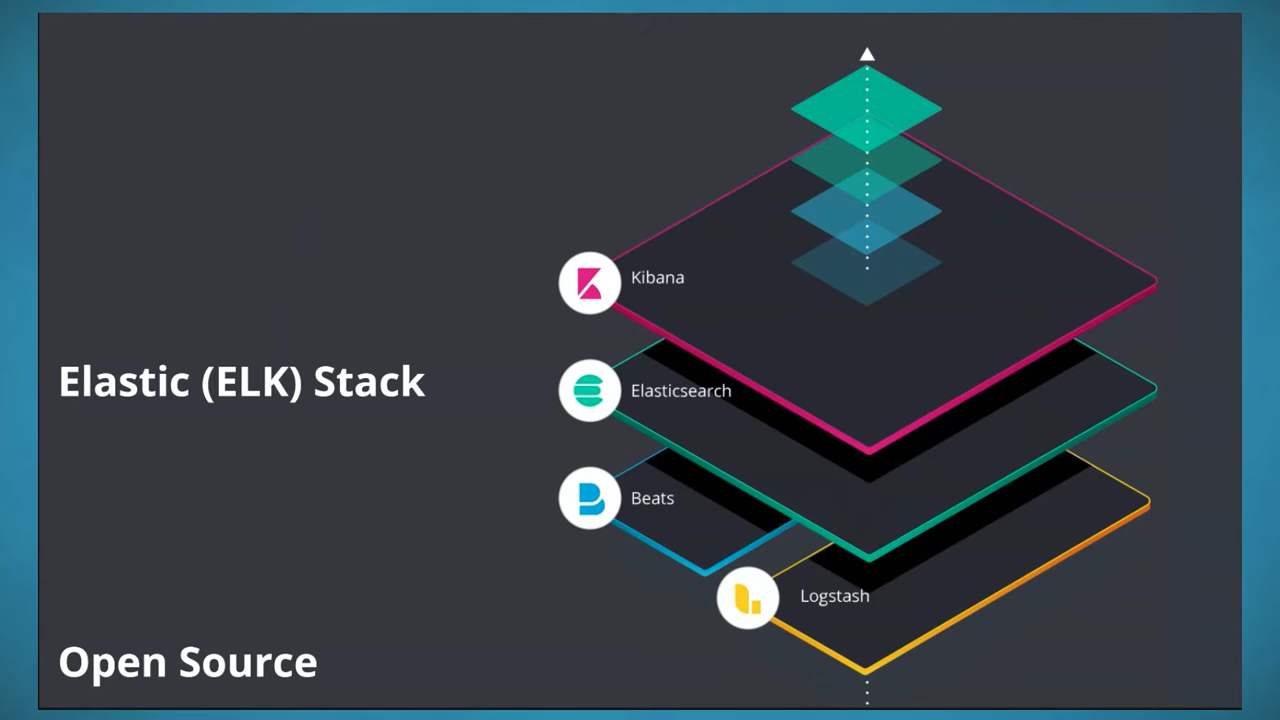 Kibana
Elastic (ELK) Stack
Elasticsearch
Beats
Logstash
Open Source